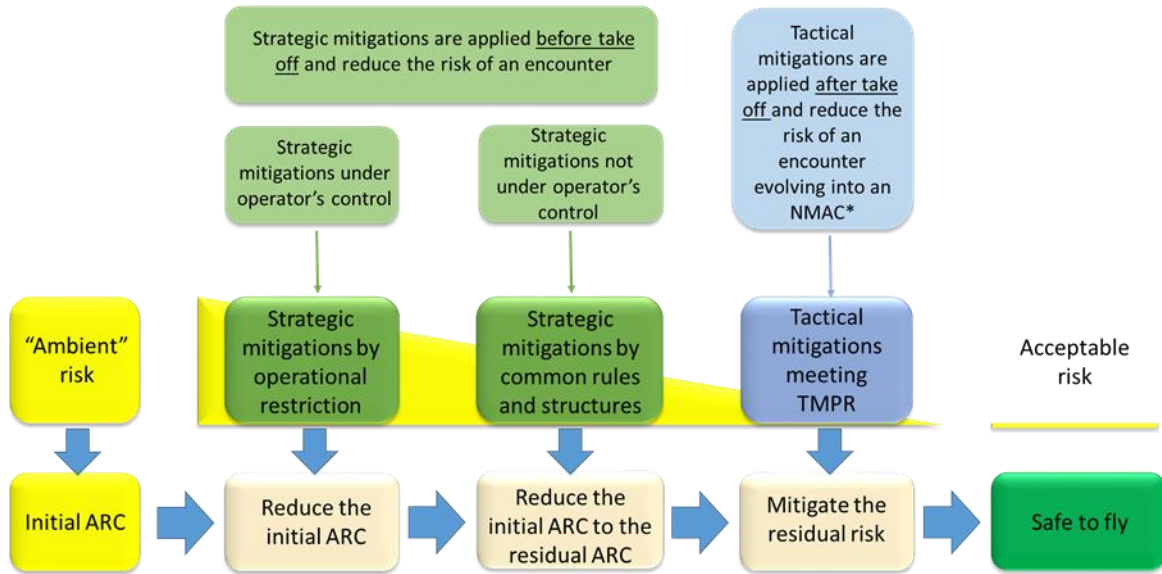 Strategic mitigations are applied before take
off and reduce the risk of an encounter
Tactical
mitigations are
applied after take
off and reduce the
risk of an
encounter
evolving into an
NMAC*
Strategic
mitigations under
operator's control
Strategic
mitigations not
under operator's
control
"Ambient"
risk
Strategic
mitigations by
operational
restriction
Strategic
mitigations by
common rules
and structures
Tactical
mitigations
meeting
TMPR
Acceptable
risk
Initial ARC
Reduce the
initial ARC
Reduce the
initial ARC to the
residual ARC
Mitigate the
residual risk
Safe to fly